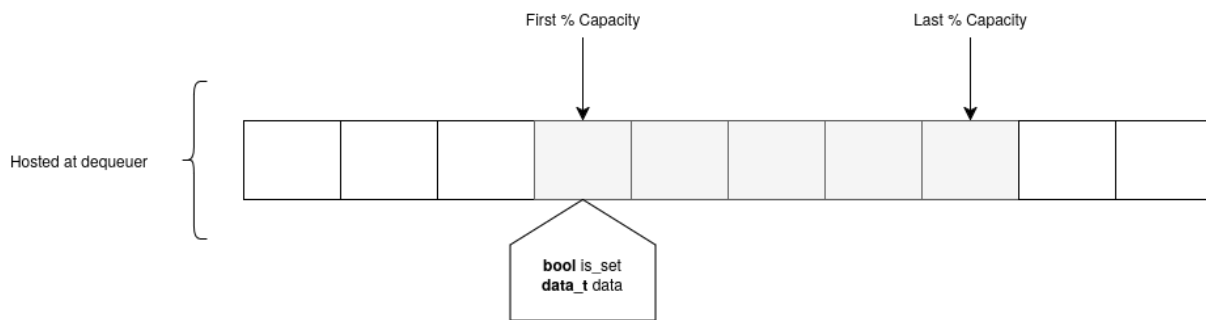 First % Capacity
Last % Capacity
Hosted at dequeuer
bool is_set
data_t data